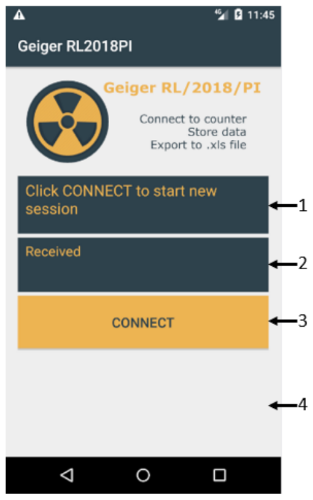 4G 11:45
Geiger RL2018PI
Geiger RL/2018/PI
Connect to counter
Store data
Export to .xls file
Click CONNECT to start new
session
1
Received
2
CONNECT
3
4